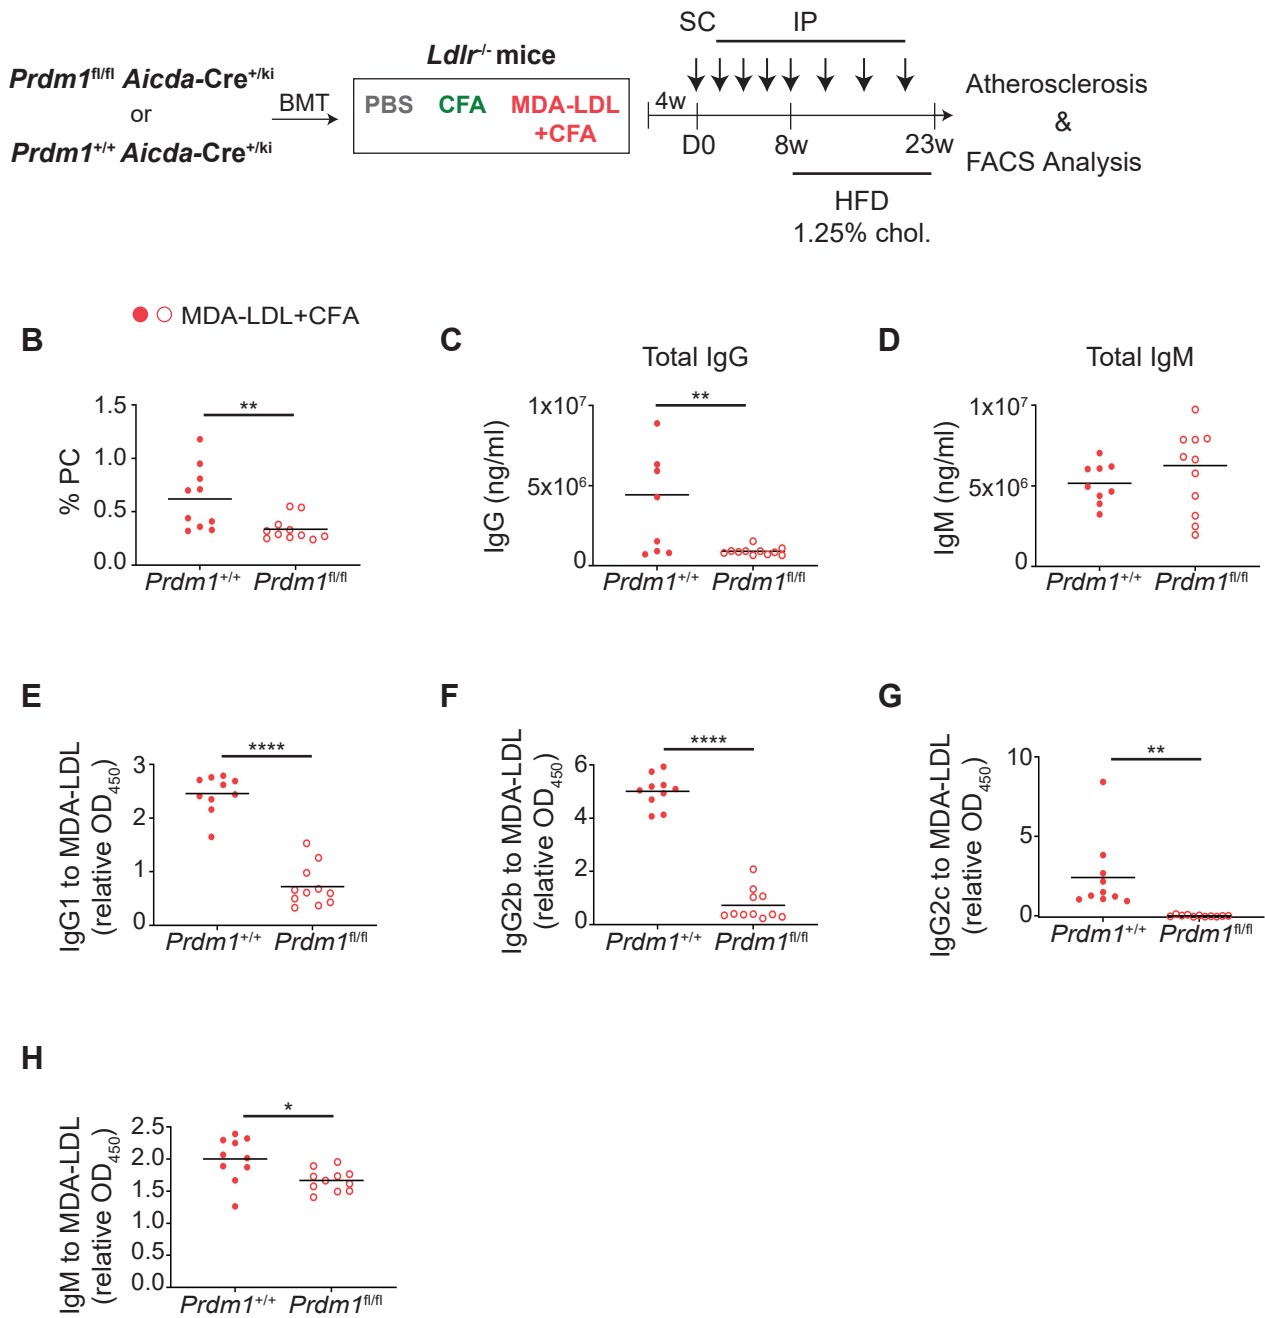 SC IP
Prdm1fl/fl Aicda-Cre+/ki
or
Prdm1+/+ Aicda-Cre+/ki
BMT
Ldlr-/- mice
PBS CFA MDA-LDL
+CFA
4w
D0 8w 23w
HFD
1.25% chol.
Atherosclerosis
&
FACS Analysis
MDA-LDL+CFA
B
% PC
1.5
1.0
0.5
0.0
**
Prdm1+/+ Prdm1fl/fl
C
Total IgG
IgG (ng/ml)
1x10⁷
5x10⁶
0
**
Prdm1+/+ Prdm1fl/fl
D
Total IgM
IgM (ng/ml)
1x10⁷
5x10⁶
0
Prdm1+/+ Prdm1fl/fl
E
IgG1 to MDA-LDL
(relative OD450)
3
2
1
0
****
Prdm1+/+ Prdm1fl/fl
F
IgG2b to MDA-LDL
(relative OD450)
6
4
2
0
****
Prdm1+/+ Prdm1fl/fl
G
IgG2c to MDA-LDL
(relative OD450)
10
5
0
**
Prdm1+/+ Prdm1fl/fl
H
IgM to MDA-LDL
(relative OD450)
2.5
2.0
1.5
1.0
0.5
0.0
*
Prdm1+/+ Prdm1fl/fl